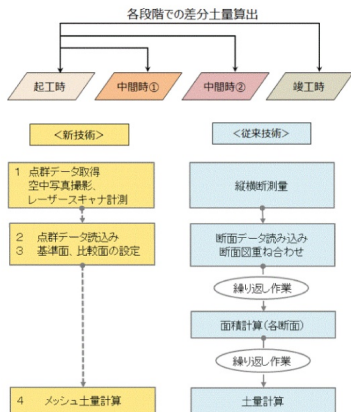 各段階での差分土量算出
起工時
中間時①
中間時②
竣工時
＜新技術＞
＜従来技術＞
1 点群データ取得
空中写真撮影、
レーザースキャナ計測
縦横断測量
2 点群データ読込み
3 基準面、比較面の設定
断面データ読み込み
断面図重ね合わせ
繰り返し作業
面積計算(各断面)
繰り返し作業
4 メッシュ土量計算
土量計算